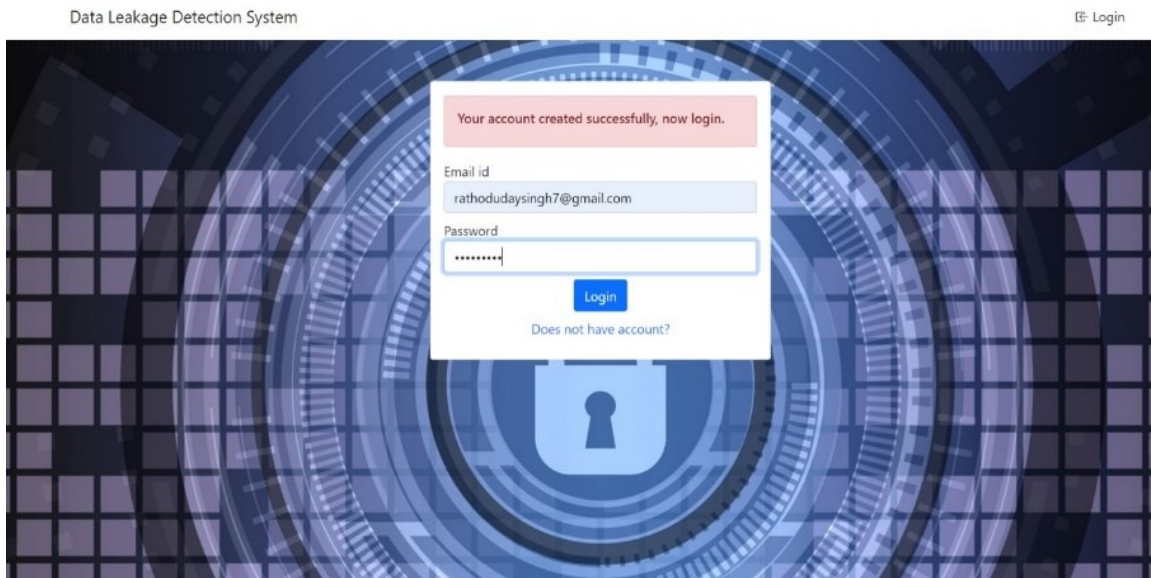 Data Leakage Detection System
Login
Your account created successfully, now login.
Email id
rathodudaysingh7@gmail.com
Password
•••••••••
Login
Does not have account?